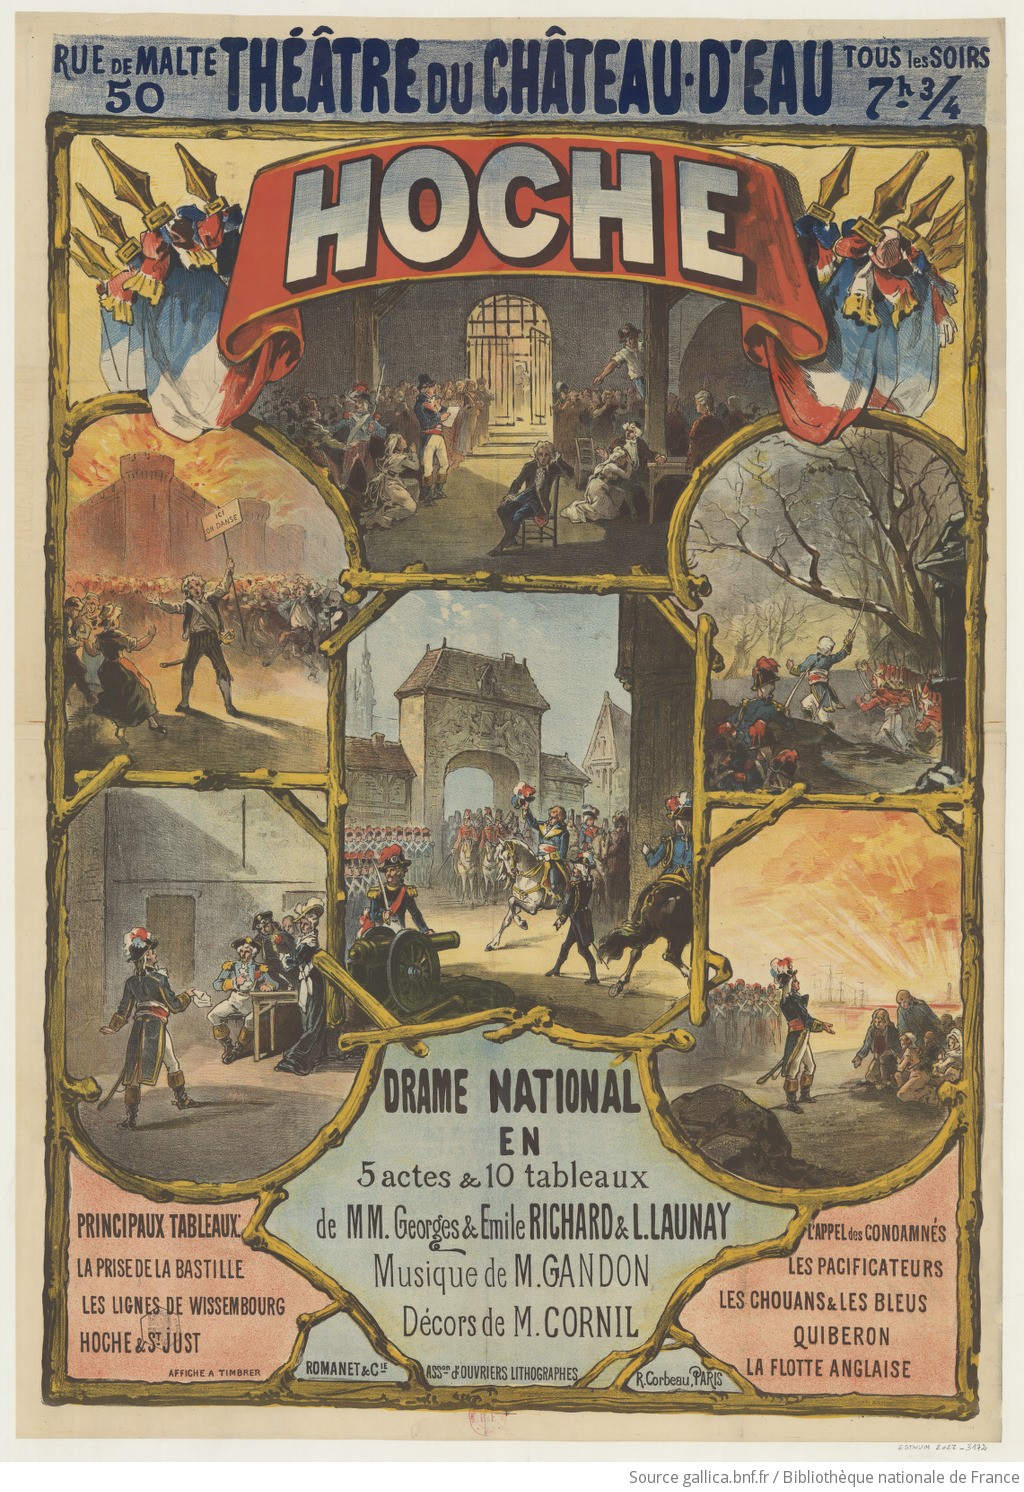 RUE DE MALTE
50
THÉÂTRE DU CHÂTEAU-D'EAU
TOUS les SOIRS
7h 3/4
HOCHE
ICI
ON DANSE
DRAME NATIONAL
EN
5 actes & 10 tableaux
de MM. Georges & Emile RICHARD & L. LAUNAY
Musique de M. GANDON
Décors de M. CORNIL
PRINCIPAUX TABLEAUX:
LA PRISE DE LA BASTILLE
LES LIGNES DE WISSEMBOURG
HOCHE & St JUST
AFFICHE A TIMBRER
L'APPEL des CONDAMNÉS
LES PACIFICATEURS
LES CHOUANS & LES BLEUS
QUIBERON
LA FLOTTE ANGLAISE
ROMANET & Cie
ASSon d'OUVRIERS LITHOGRAPHES
R. Corbeau, PARIS
ESTNUM 2027-3172
Source gallica.bnf.fr / Bibliothèque nationale de France